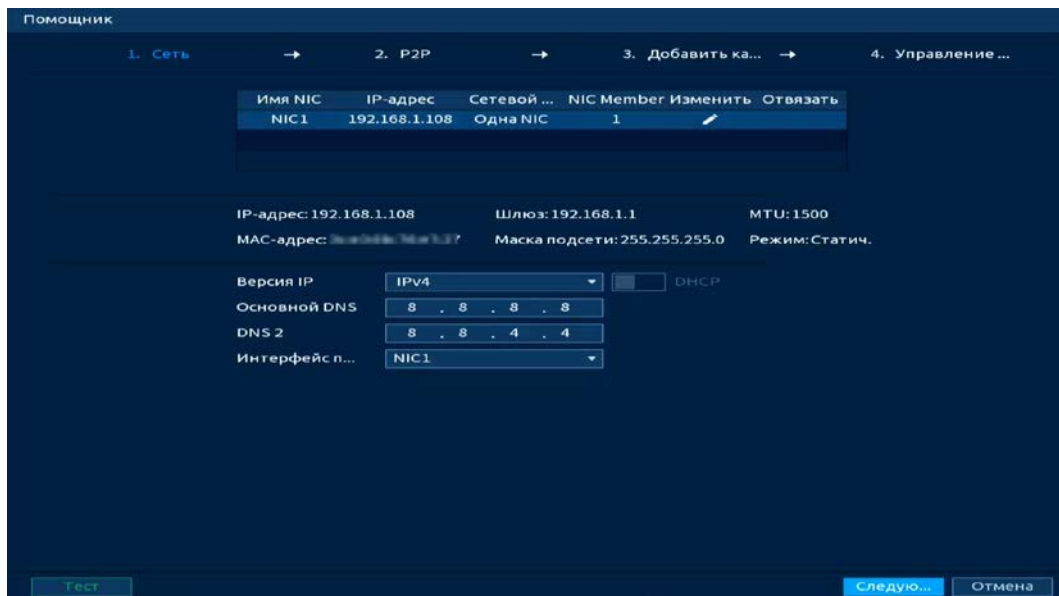 Помощник
1. Сеть → 2. P2P → 3. Добавить ка... → 4. Управление ...
Имя NIC IP-адрес Сетевой ... NIC Member Изменить Отвязать
NIC1 192.168.1.108 Одна NIC 1
IP-адрес: 192.168.1.108 Шлюз: 192.168.1.1 MTU: 1500
MAC-адрес: Маска подсети: 255.255.255.0 Режим: Статич.
Версия IP IPv4 DHCP
Основной DNS 8 . 8 . 8 . 8
DNS 2 8 . 8 . 4 . 4
Интерфейс п... NIC1
Тест Следую... Отмена